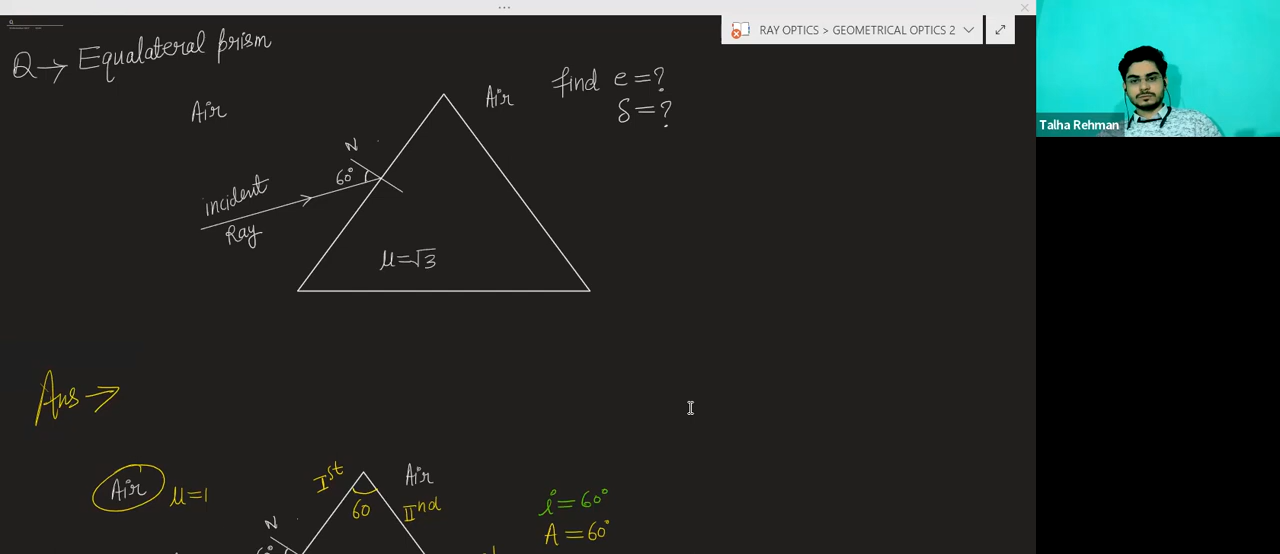 RAY OPTICS > GEOMETRICAL OPTICS 2
Talha Rehman
Q→ Equalateral prism
find e=?
δ=?
Air
Air
N
60°
incident
Ray
μ=√3
Ans →
Air μ=1
Ist
Air
60
IInd
N
i=60°
A=60°